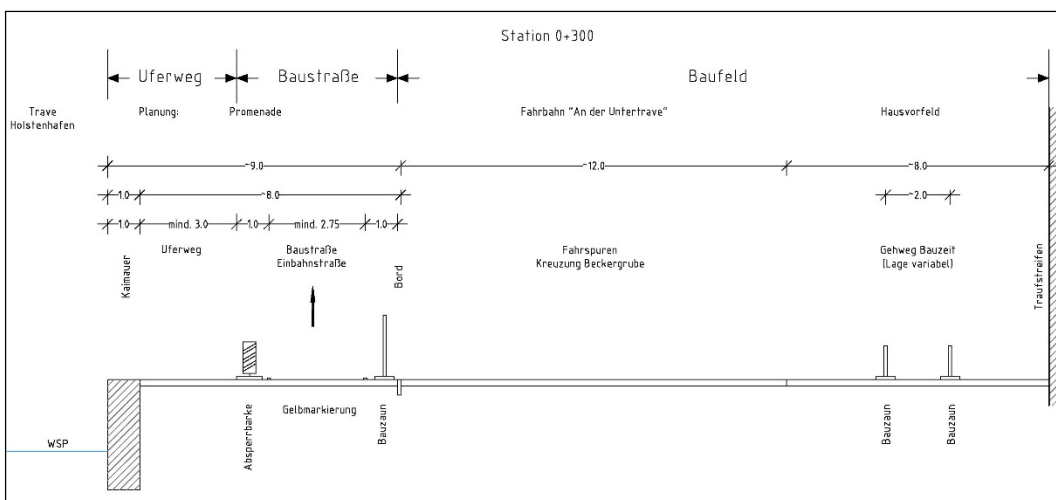 Station 0+300
Uferweg
Baustraße
Baufeld
Trave
Holstenhafen
Planung:
Promenade
Fahrbahn "An der Untertrave"
Hausvorfeld
~9.0
~12.0
~8.0
1.0
~8.0
~2.0
1.0
mind. 3.0
1.0
mind. 2.75
1.0
Kaimauer
Uferweg
Baustraße
Einbahnstraße
Bord
Fahrspuren
Kreuzung Beckergrube
Gehweg Bauzeit
(Lage variabel)
Traufstreifen
WSP
Absperrbarke
Gelbmarkierung
Bauzaun
Bauzaun
Bauzaun